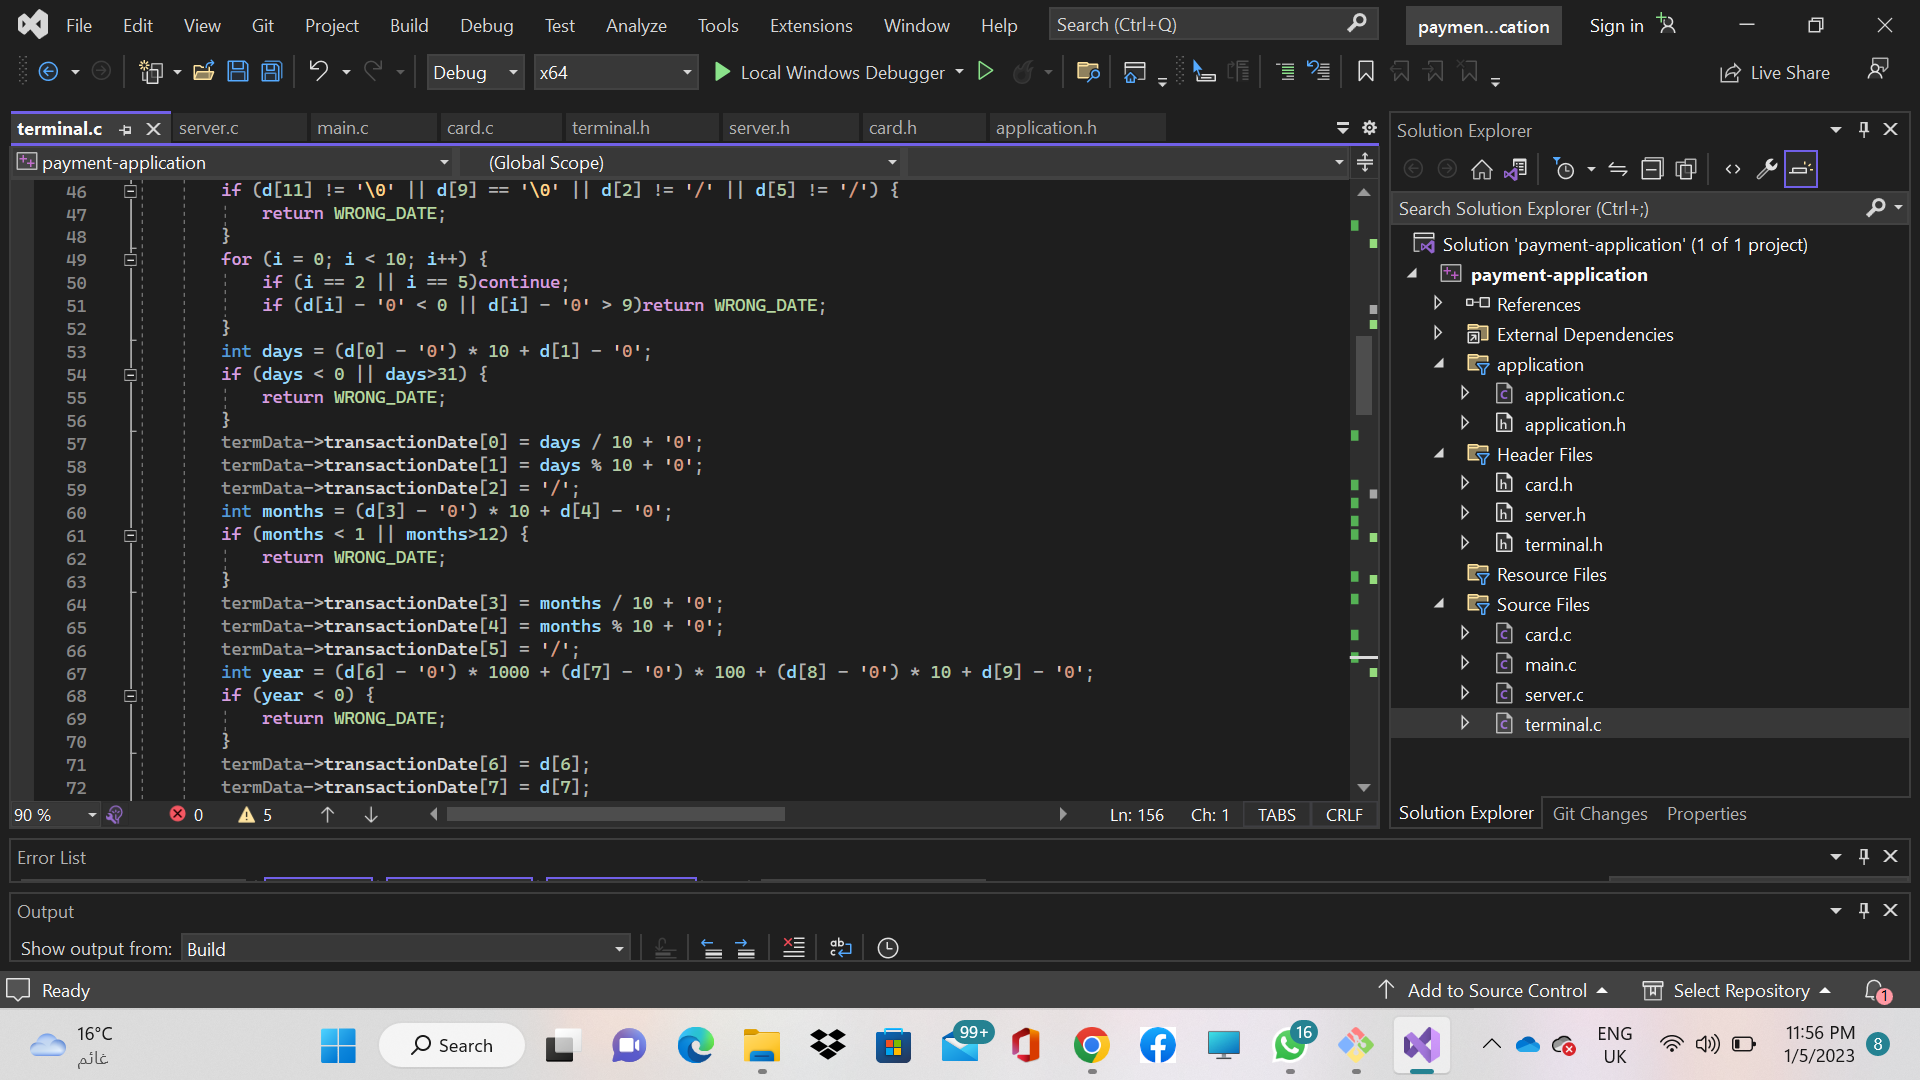 File Edit View Git Project Build Debug Test Analyze Tools Extensions Window Help Search (Ctrl+Q) paymen...cation Sign in
Debug x64 Local Windows Debugger Live Share
terminal.c server.c main.c card.c terminal.h server.h card.h application.h
payment-application (Global Scope)
46 if (d[11] != '\0' || d[9] == '\0' || d[2] != '/' || d[5] != '/') {
47 return WRONG_DATE;
48 }
49 for (i = 0; i < 10; i++) {
50 if (i == 2 || i == 5)continue;
51 if (d[i] - '0' < 0 || d[i] - '0' > 9)return WRONG_DATE;
52 }
53 int days = (d[0] - '0') * 10 + d[1] - '0';
54 if (days < 0 || days>31) {
55 return WRONG_DATE;
56 }
57 termData->transactionDate[0] = days / 10 + '0';
58 termData->transactionDate[1] = days % 10 + '0';
59 termData->transactionDate[2] = '/';
60 int months = (d[3] - '0') * 10 + d[4] - '0';
61 if (months < 1 || months>12) {
62 return WRONG_DATE;
63 }
64 termData->transactionDate[3] = months / 10 + '0';
65 termData->transactionDate[4] = months % 10 + '0';
66 termData->transactionDate[5] = '/';
67 int year = (d[6] - '0') * 1000 + (d[7] - '0') * 100 + (d[8] - '0') * 10 + d[9] - '0';
68 if (year < 0) {
69 return WRONG_DATE;
70 }
71 termData->transactionDate[6] = d[6];
72 termData->transactionDate[7] = d[7];
90 % 0 5 Ln: 156 Ch: 1 TABS CRLF
Solution Explorer
Search Solution Explorer (Ctrl+;)
Solution 'payment-application' (1 of 1 project)
payment-application
References
External Dependencies
application
application.c
application.h
Header Files
card.h
server.h
terminal.h
Resource Files
Source Files
card.c
main.c
server.c
terminal.c
Solution Explorer Git Changes Properties
Error List
Output
Show output from: Build
Ready Add to Source Control Select Repository 1
16°C
غائم
Search 99+ 16
ENG
UK
11:56 PM
1/5/2023
8